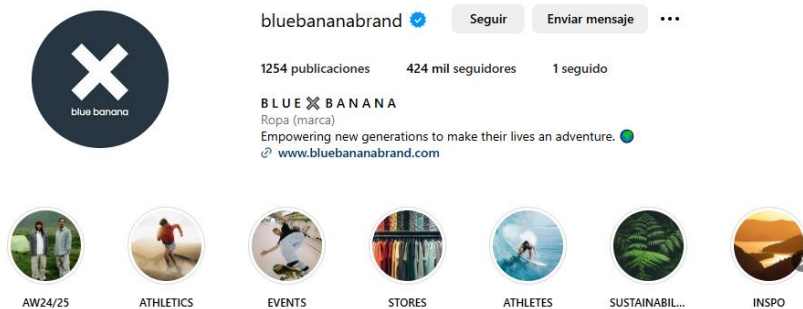 bluebananabrand
Seguir
Enviar mensaje
1254 publicaciones
424 mil seguidores
1 seguido
blue banana
BLUE BANANA
Ropa (marca)
Empowering new generations to make their lives an adventure.
www.bluebananabrand.com
AW24/25
ATHLETICS
EVENTS
STORES
ATHLETES
SUSTAINABIL...
INSPO